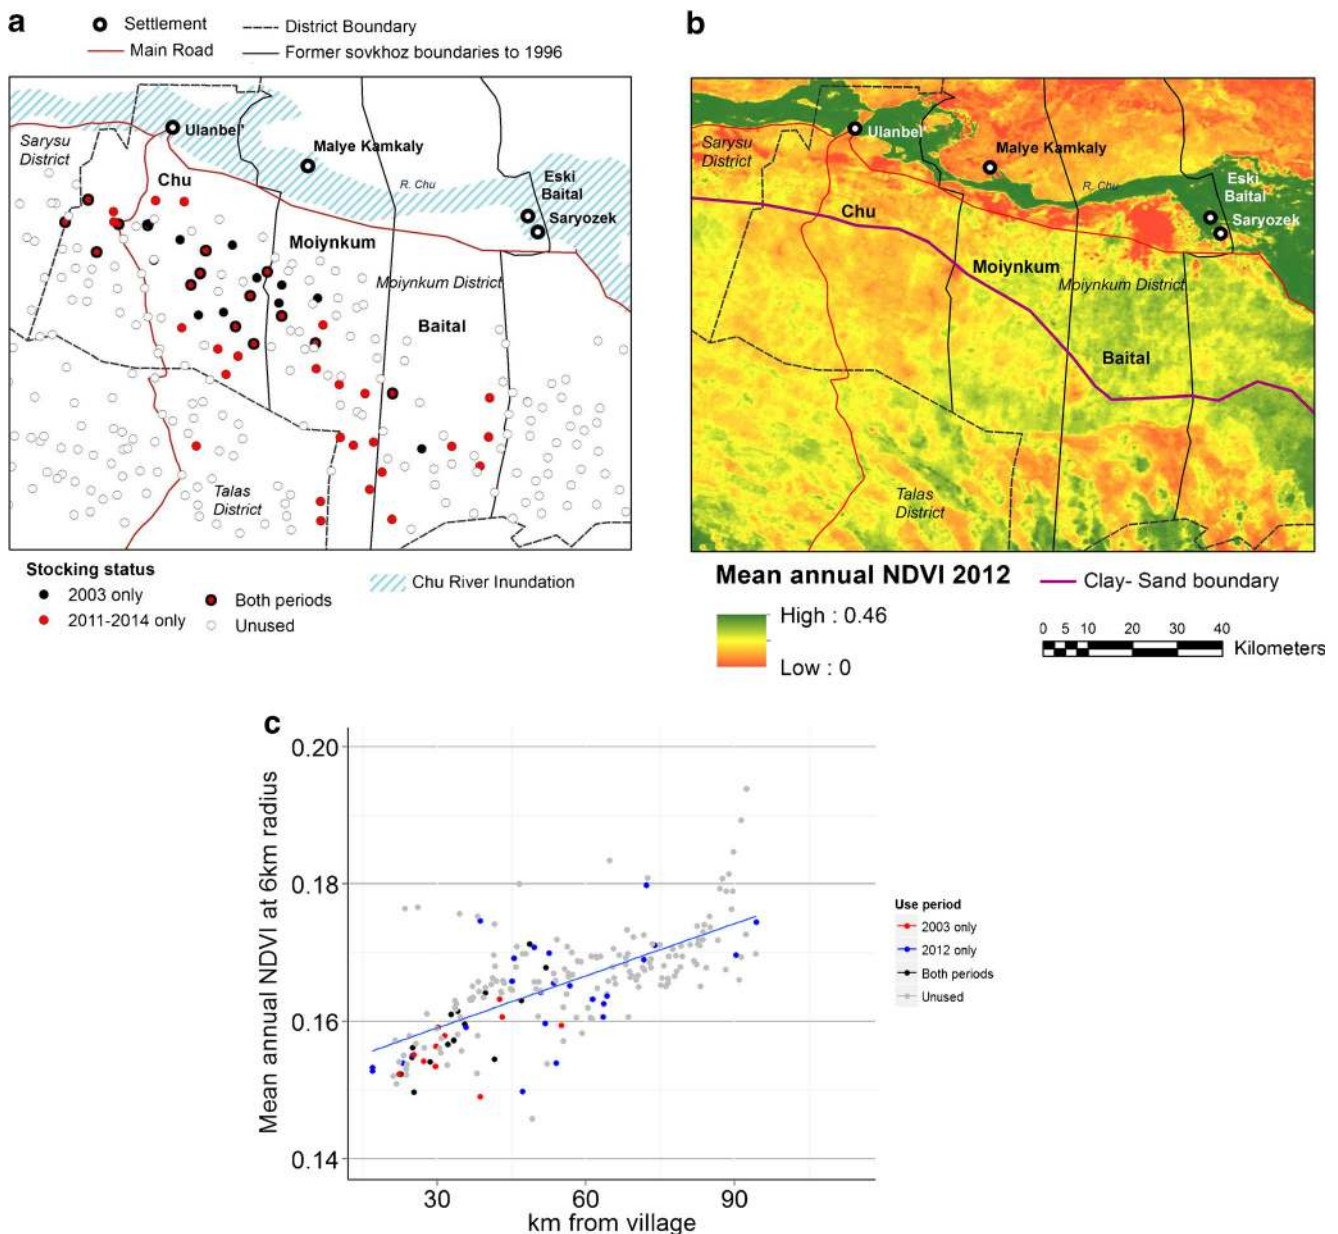 a
Settlement
District Boundary
Main Road
Former sovkhoz boundaries to 1996
Sarysu
District
Ulanbel'
Malye Kamkaly
Chu
R. Chu
Eski
Baital
Saryozek
Moiynkum
Moiynkum District
Baital
Talas
District
Stocking status
2003 only
2011-2014 only
Both periods
Unused
Chu River Inundation
b
Sarysu
District
Ulanbel'
Malye Kamkaly
R. Chu
Eski
Baital
Saryozek
Chu
Moiynkum
Moiynkum District
Baital
Talas
District
Mean annual NDVI 2012
High : 0.46
Low : 0
Clay- Sand boundary
0 5 10 20 30 40
Kilometers
c
Mean annual NDVI at 6km radius
0.20
0.18
0.16
0.14
30 60 90
km from village
Use period
2003 only
2012 only
Both periods
Unused